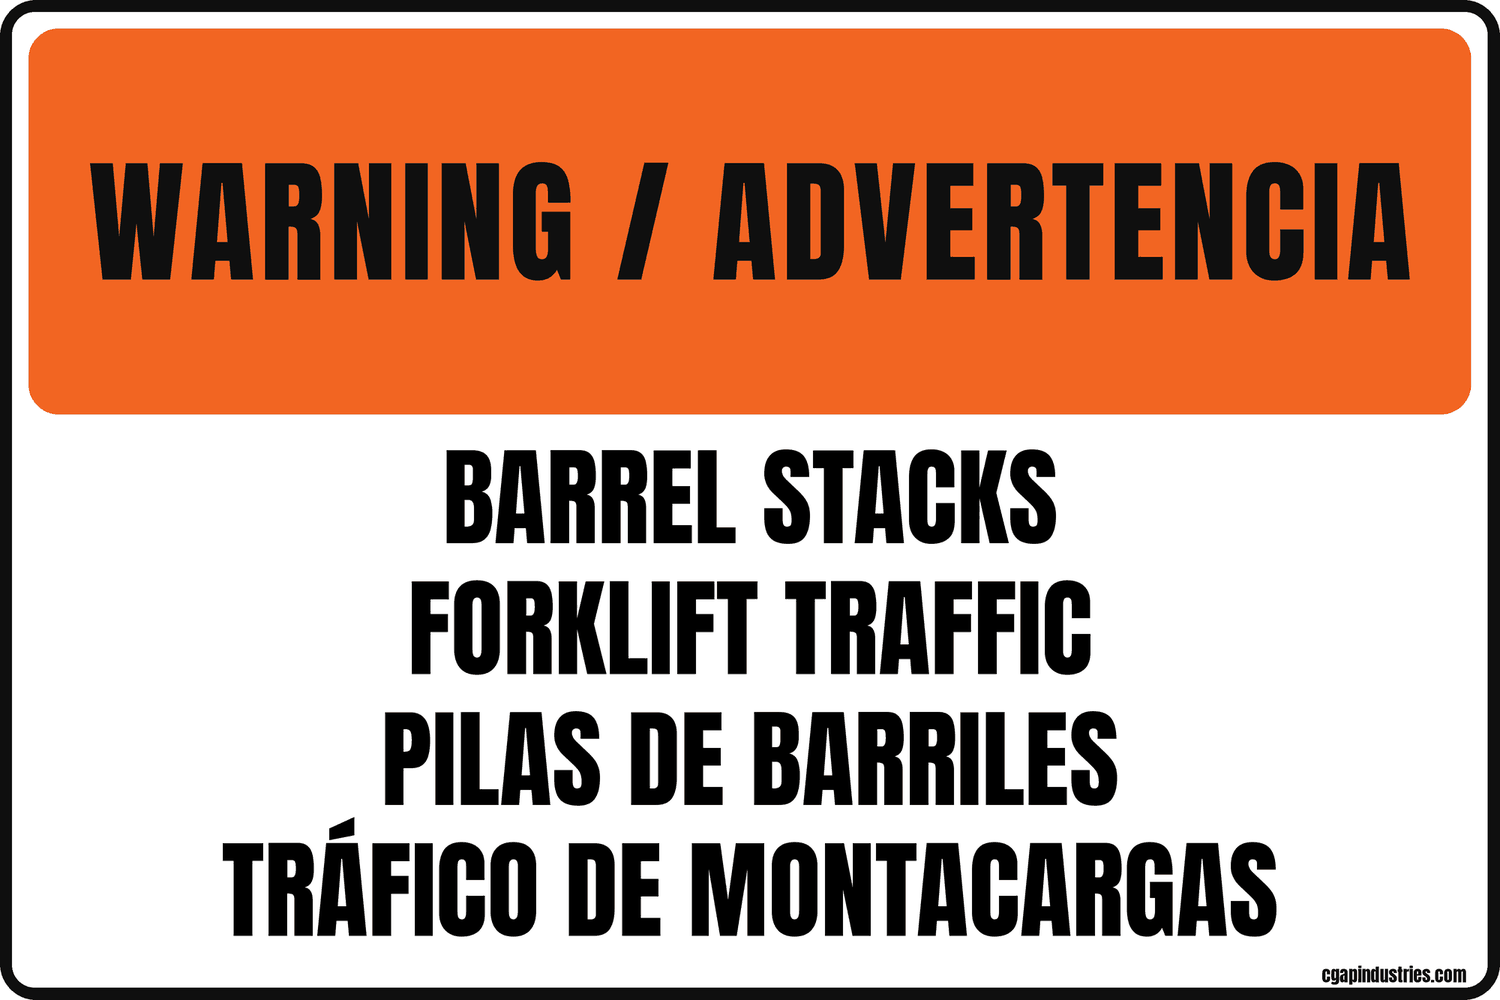 WARNING / ADVERTENCIA
BARREL STACKS
FORKLIFT TRAFFIC
PILAS DE BARRILES
TRÁFICO DE MONTACARGAS
cgapindustries.com